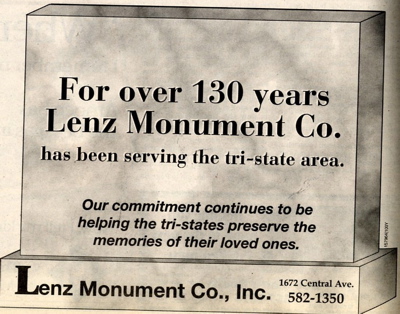 For over 130 years
Lenz Monument Co.
has been serving the tri-state area.
Our commitment continues to be
helping the tri-states preserve the
memories of their loved ones.
Lenz Monument Co., Inc. 1672 Central Ave.
582-1350